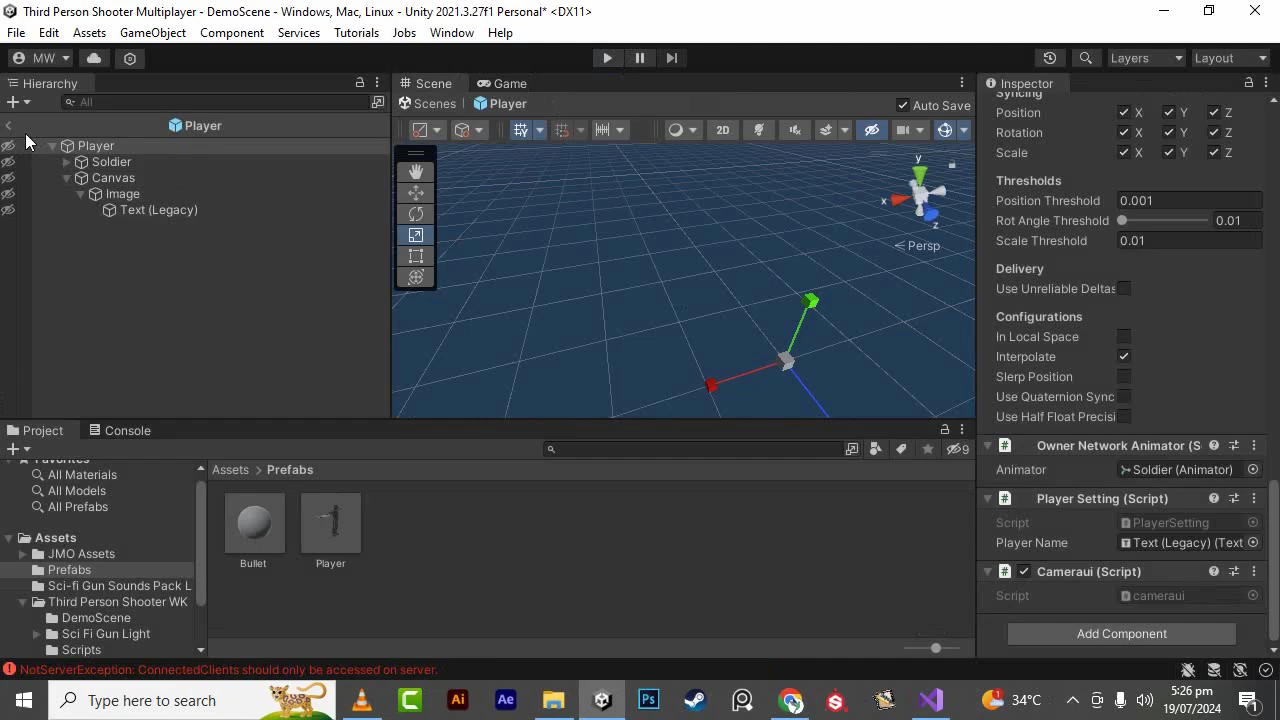 Third Person Shooter Multiplayer - DemoScene - Windows, Mac, Linux - Unity 2021.3.27f1 Personal* <DX11>
File Edit Assets GameObject Component Services Tutorials Jobs Window Help
MW Layers Layout
Hierarchy
All
Player
Player
Soldier
Canvas
Image
Text (Legacy)
Scene Game
Scenes Player Auto Save
2D
y
x
z
Persp
Inspector
Syncing
Position X Y Z
Rotation X Y Z
Scale X Y Z
Thresholds
Position Threshold 0.001
Rot Angle Threshold 0.01
Scale Threshold 0.01
Delivery
Use Unreliable Deltas
Configurations
In Local Space
Interpolate
Slerp Position
Use Quaternion Sync
Use Half Float Precisi
Owner Network Animator (S
Animator Soldier (Animator)
Player Setting (Script)
Script PlayerSetting
Player Name Text (Legacy) (Text
Cameraui (Script)
Script cameraui
Add Component
Project Console
9
Favorites
All Materials
All Models
All Prefabs
Assets
JMO Assets
Prefabs
Sci-fi Gun Sounds Pack L
Third Person Shooter WK
DemoScene
Sci Fi Gun Light
Scripts
Assets > Prefabs
Bullet Player
NotServerException: ConnectedClients should only be accessed on server.
Type here to search
Ai Ae Ps
34°C
5:26 pm
19/07/2024
1